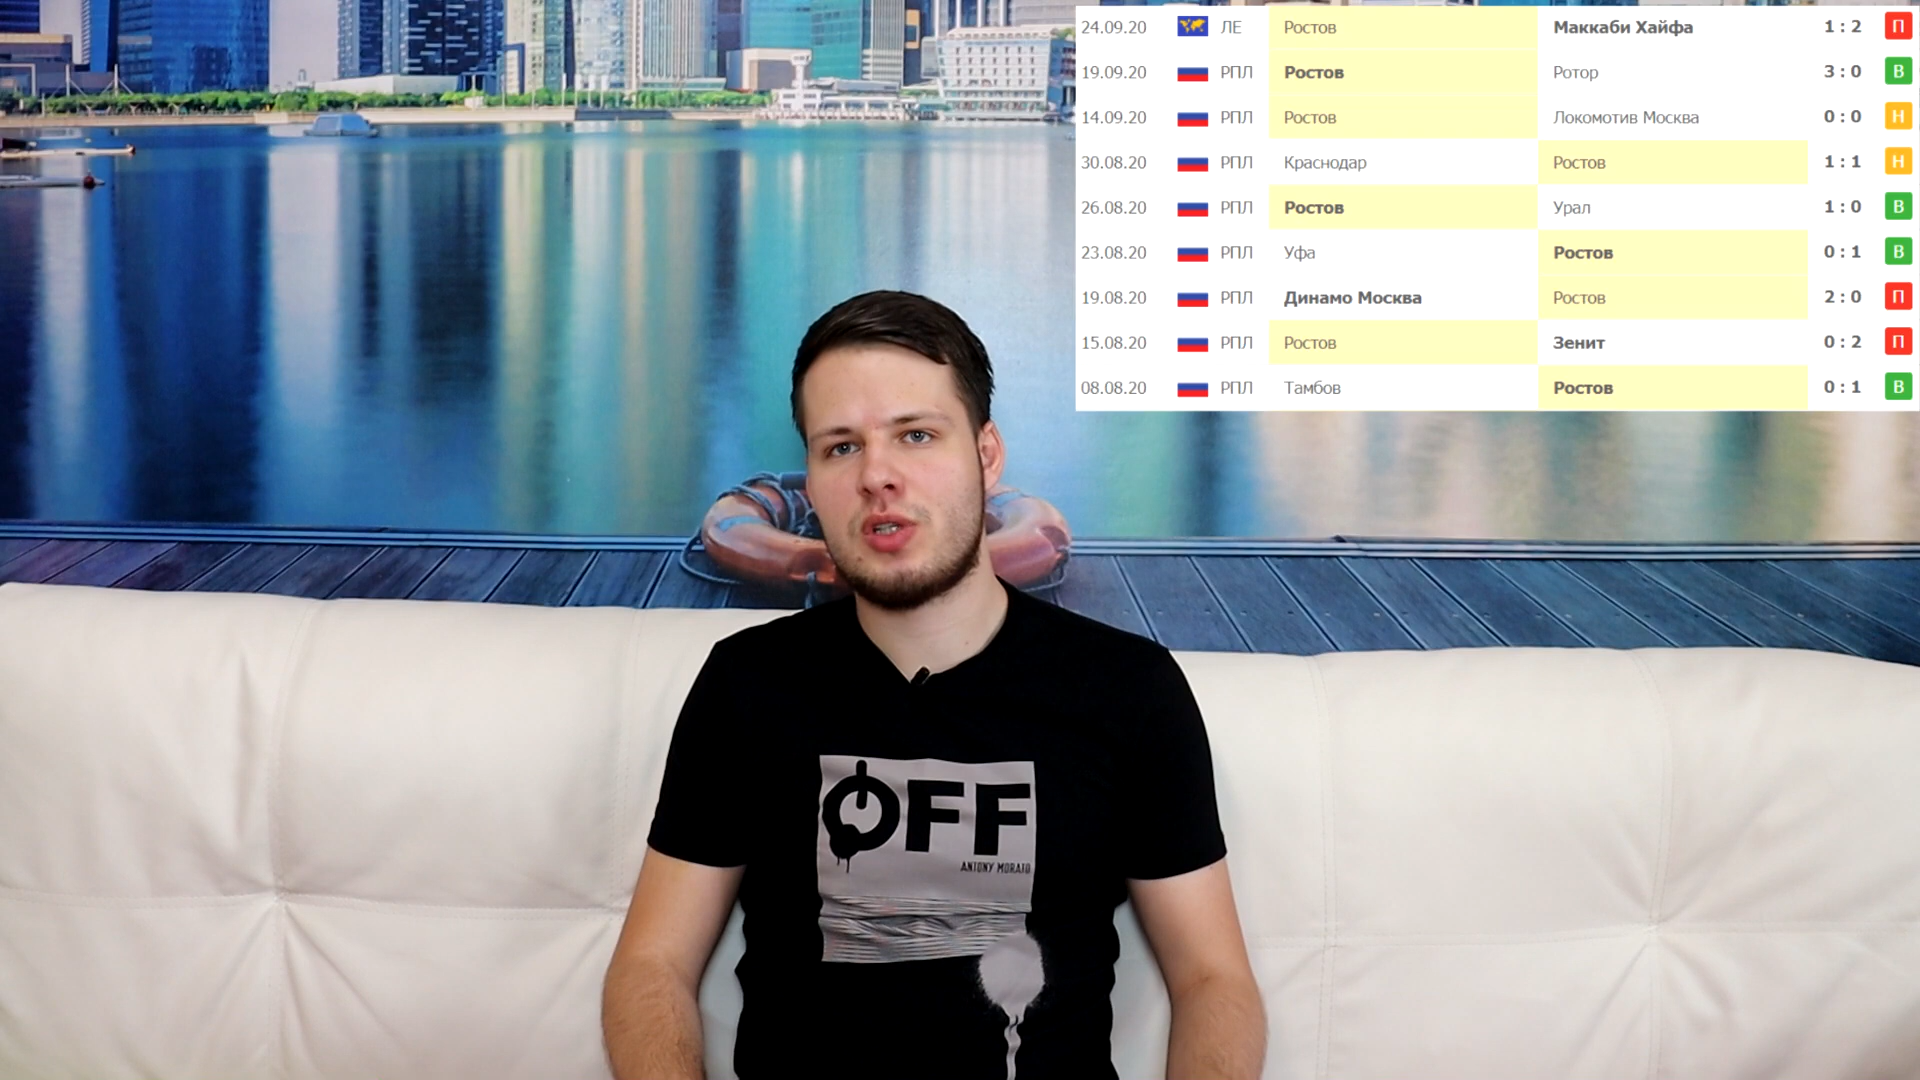 24.09.20 ЛЕ Ростов Маккаби Хайфа 1 : 2 П
19.09.20 РПЛ Ростов Ротор 3 : 0 В
14.09.20 РПЛ Ростов Локомотив Москва 0 : 0 Н
30.08.20 РПЛ Краснодар Ростов 1 : 1 Н
26.08.20 РПЛ Ростов Урал 1 : 0 В
23.08.20 РПЛ Уфа Ростов 0 : 1 В
19.08.20 РПЛ Динамо Москва Ростов 2 : 0 П
15.08.20 РПЛ Ростов Зенит 0 : 2 П
08.08.20 РПЛ Тамбов Ростов 0 : 1 В
OFF
ANTONY MORATO